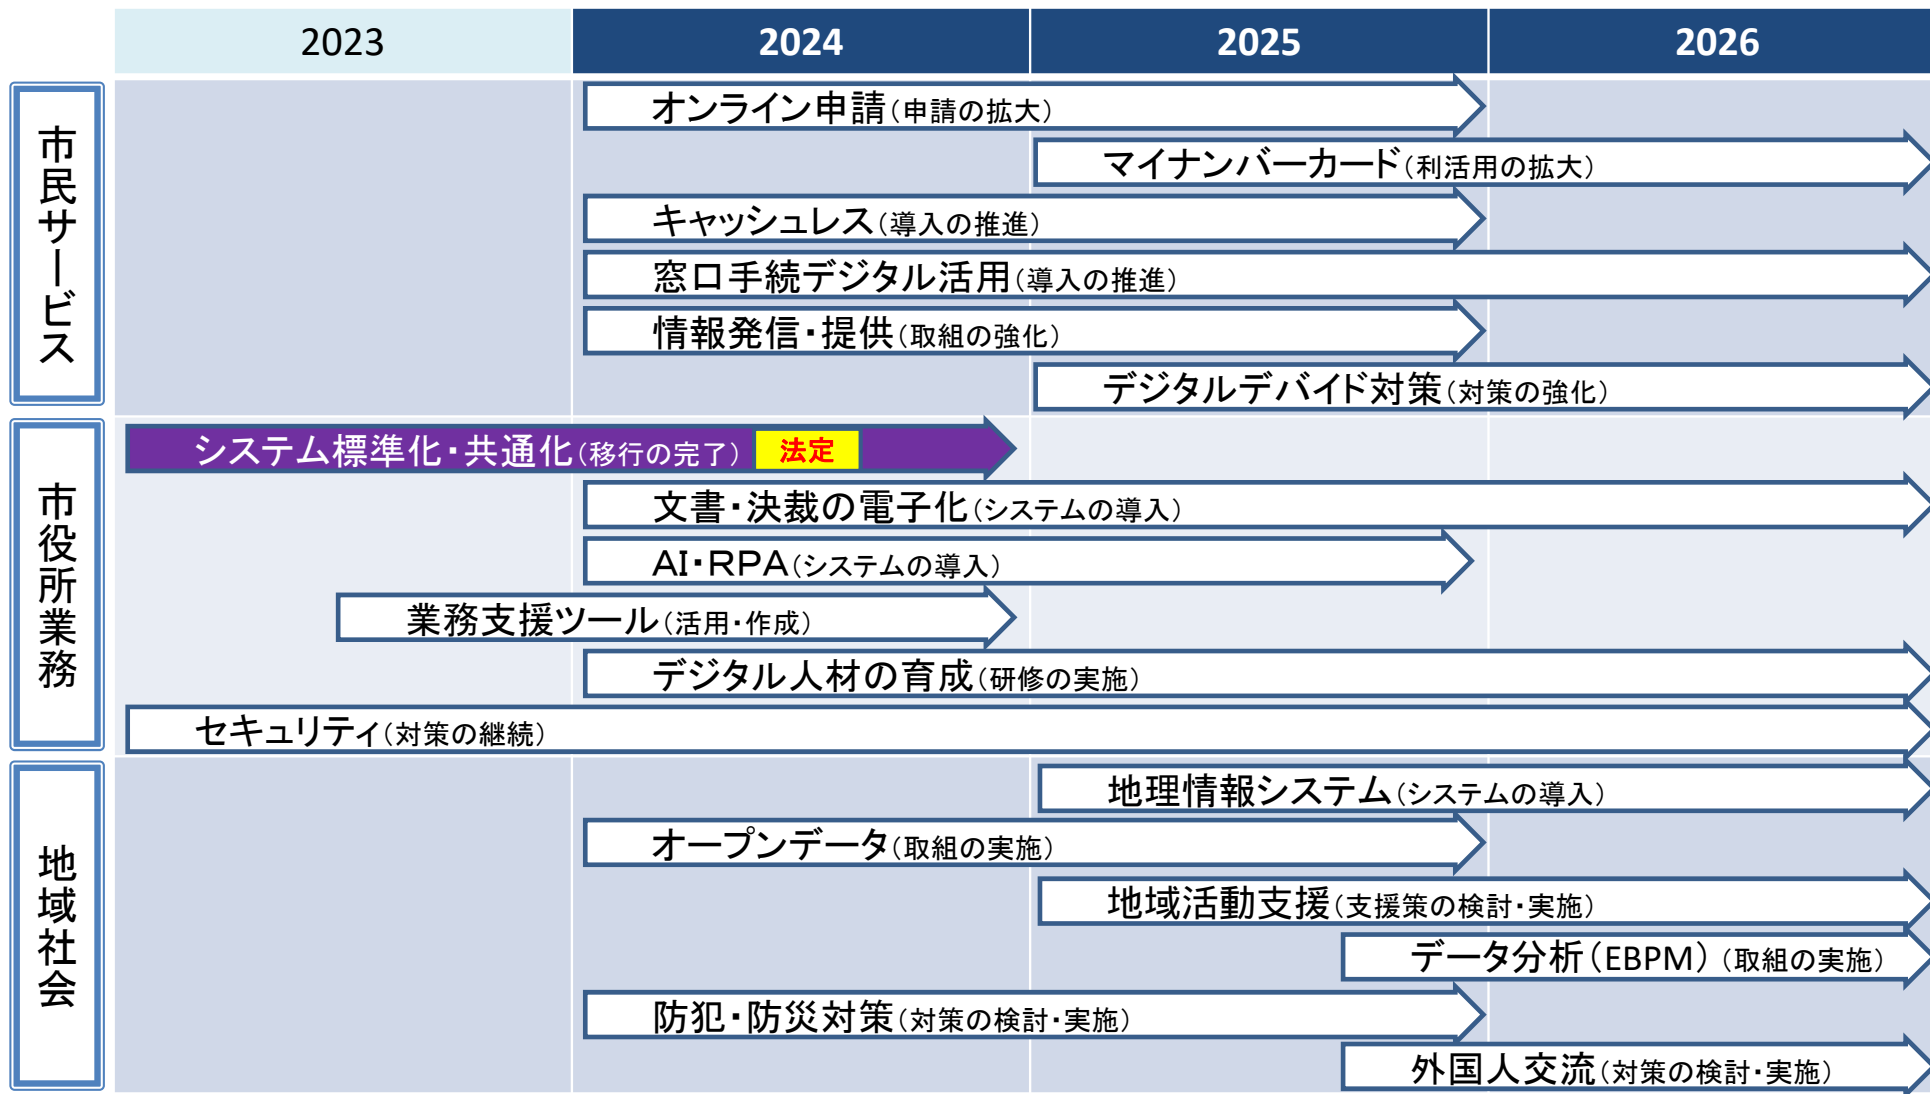 2023 2024 2025 2026
市民サービス
オンライン申請(申請の拡大)
マイナンバーカード(利活用の拡大)
キャッシュレス(導入の推進)
窓口手続デジタル活用(導入の推進)
情報発信・提供(取組の強化)
デジタルデバイド対策(対策の強化)
市役所業務
システム標準化・共通化(移行の完了) 法定
文書・決裁の電子化(システムの導入)
AI・RPA(システムの導入)
業務支援ツール(活用・作成)
デジタル人材の育成(研修の実施)
セキュリティ(対策の継続)
地域社会
地理情報システム(システムの導入)
オープンデータ(取組の実施)
地域活動支援(支援策の検討・実施)
データ分析(EBPM)(取組の実施)
防犯・防災対策(対策の検討・実施)
外国人交流(対策の検討・実施)